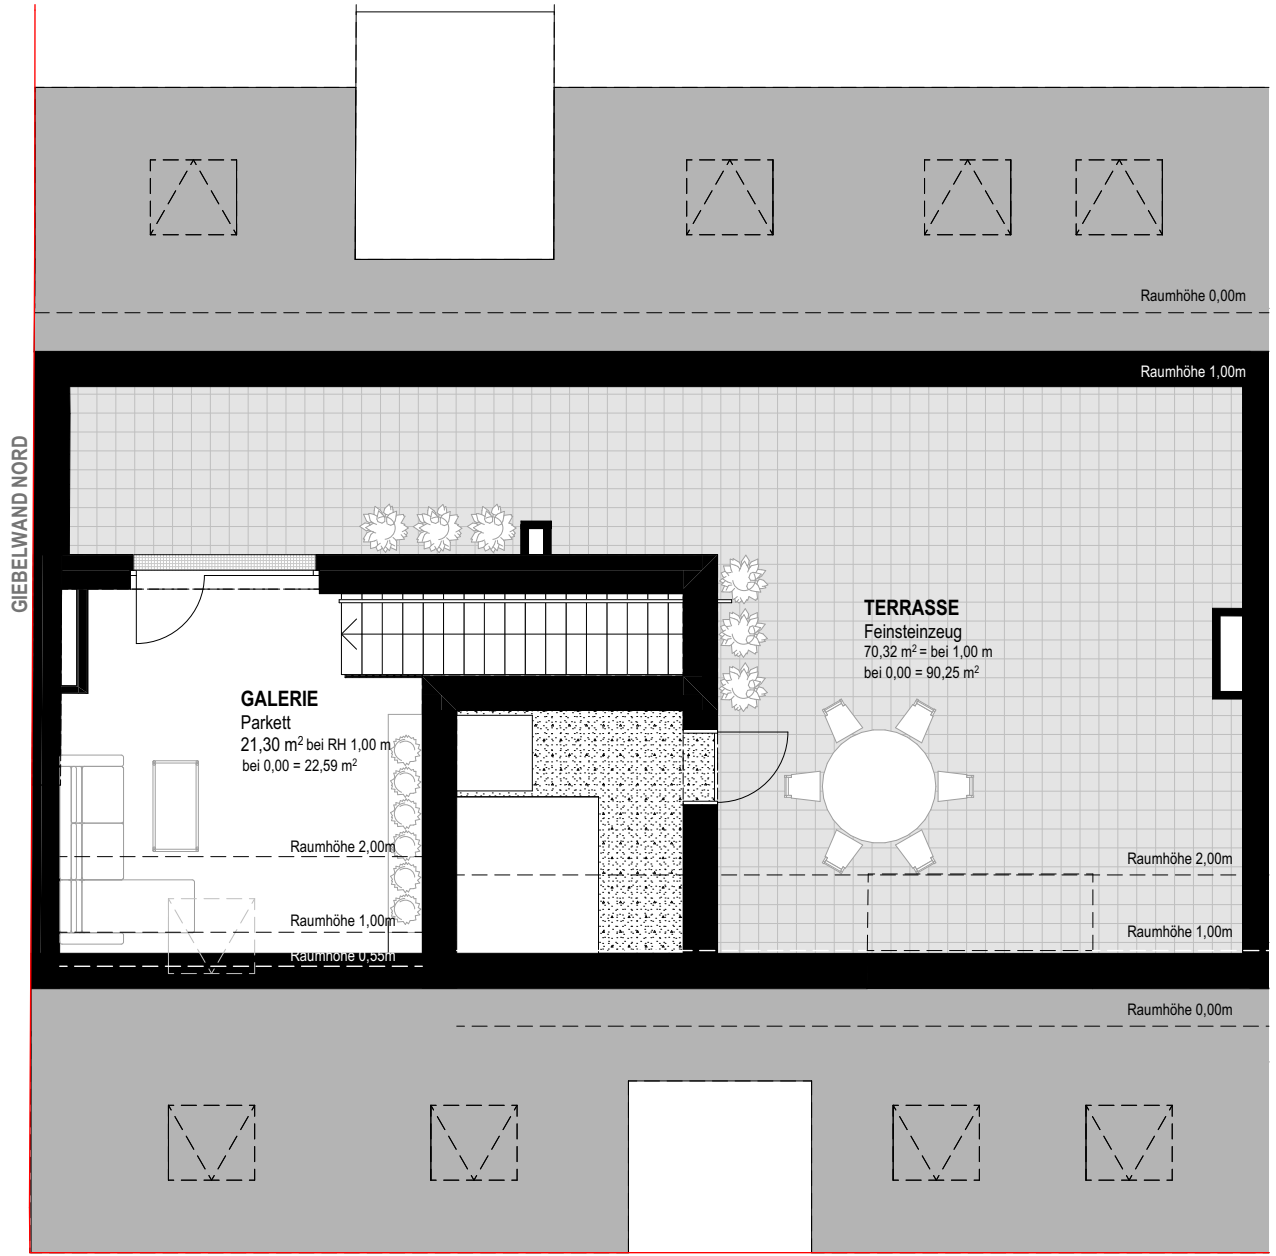 Raumhöhe 0,00m
Raumhöhe 1,00m
GIEBELWAND NORD
TERRASSE
Feinsteinzeug
70,32 m² = bei 1,00 m
bei 0,00 = 90,25 m²
GALERIE
Parkett
21,30 m² bei RH 1,00 m
bei 0,00 = 22,59 m²
Raumhöhe 2,00m
Raumhöhe 2,00m
Raumhöhe 1,00m
Raumhöhe 1,00m
Raumhöhe 0,55m
Raumhöhe 0,00m